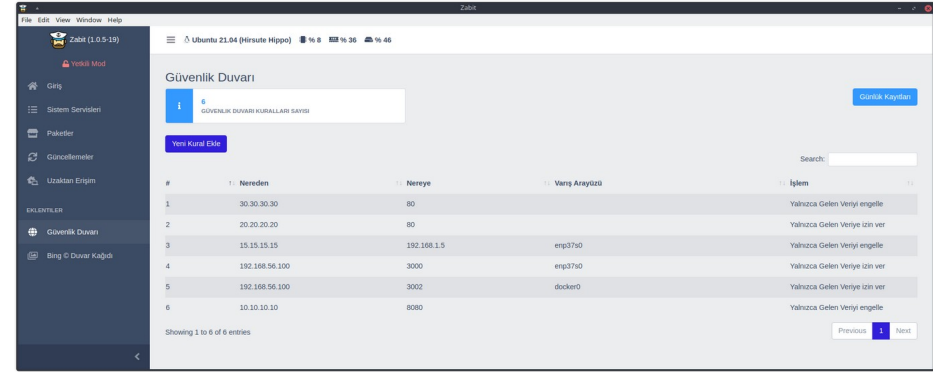 Zabit
File Edit View Window Help
Zabit (1.0.5-19)
Ubuntu 21.04 (Hirsute Hippo) % 8 % 36 % 46
Yetkili Mod
Giriş
Sistem Servisleri
Paketler
Güncellemeler
Uzaktan Erişim
EKLENTILER
Güvenlik Duvarı
Bing © Duvar Kağıdı
Güvenlik Duvarı
6
GÜVENLIK DUVARI KURALLARI SAYISI
Günlük Kayıtları
Yeni Kural Ekle
Search:
# Nereden Nereye Varış Arayüzü İşlem
1 30.30.30.30 80 Yalnızca Gelen Veriyi engelle
2 20.20.20.20 80 Yalnızca Gelen Veriye izin ver
3 15.15.15.15 192.168.1.5 enp37s0 Yalnızca Gelen Veriyi engelle
4 192.168.56.100 3000 enp37s0 Yalnızca Gelen Veriye izin ver
5 192.168.56.100 3002 docker0 Yalnızca Gelen Veriye izin ver
6 10.10.10.10 8080 Yalnızca Gelen Veriyi engelle
Showing 1 to 6 of 6 entries
Previous 1 Next